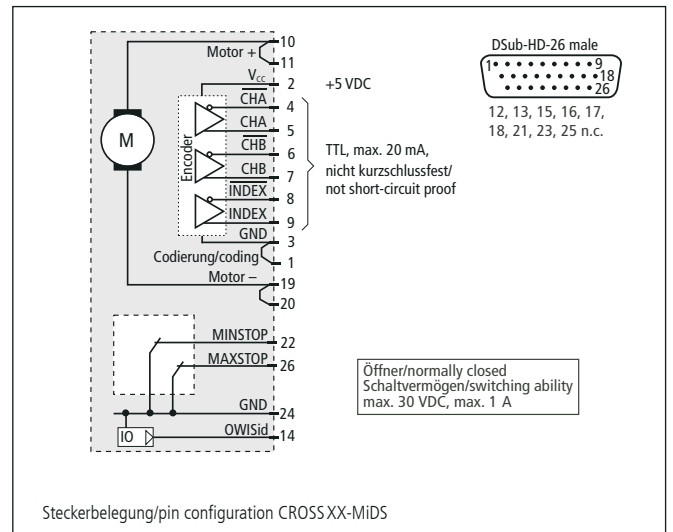 Motor +
10
11
V_CC
2
+5 VDC
C̅H̅A̅
4
CHA
5
C̅H̅B̅
6
CHB
7
I̅N̅D̅E̅X̅
8
INDEX
9
GND
3
Codierung/coding
1
Motor –
19
20
M
Encoder
TTL, max. 20 mA,
nicht kurzschlussfest/
not short-circuit proof
DSub-HD-26 male
1
9
18
26
12, 13, 15, 16, 17,
18, 21, 23, 25 n.c.
MINSTOP
22
MAXSTOP
26
GND
24
IO
OWISid
14
Öffner/normally closed
Schaltvermögen/switching ability
max. 30 VDC, max. 1 A
Steckerbelegung/pin configuration CROSS XX-MiDS